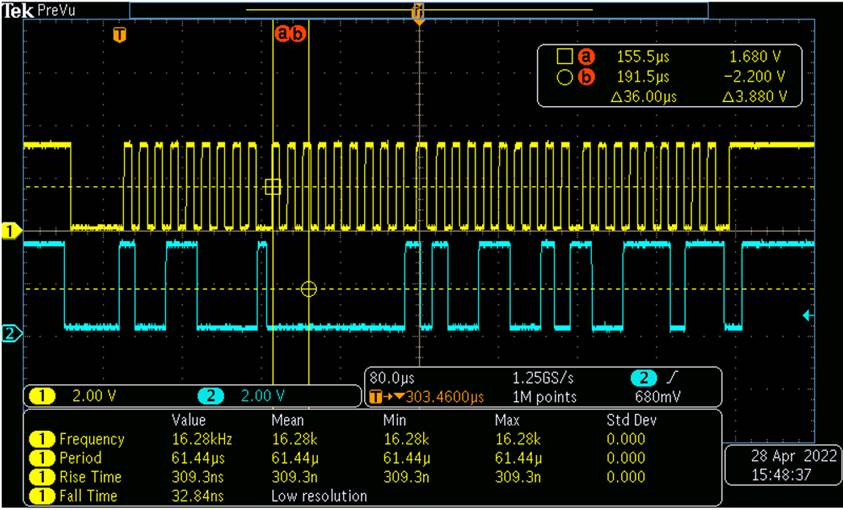 Tek PreVu
T
T
a b
a 155.5µs 1.680 V
b 191.5µs −2.200 V
△36.00µs △3.880 V
1
2
1 2.00 V 2 2.00 V
80.0µs 1.25GS/s 2
T→▼303.4600µs 1M points 680mV
Value Mean Min Max Std Dev
1 Frequency 16.28kHz 16.28k 16.28k 16.28k 0.000
1 Period 61.44µs 61.44µ 61.44µ 61.44µ 0.000
1 Rise Time 309.3ns 309.3n 309.3n 309.3n 0.000
1 Fall Time 32.84ns Low resolution
28 Apr 2022
15:48:37